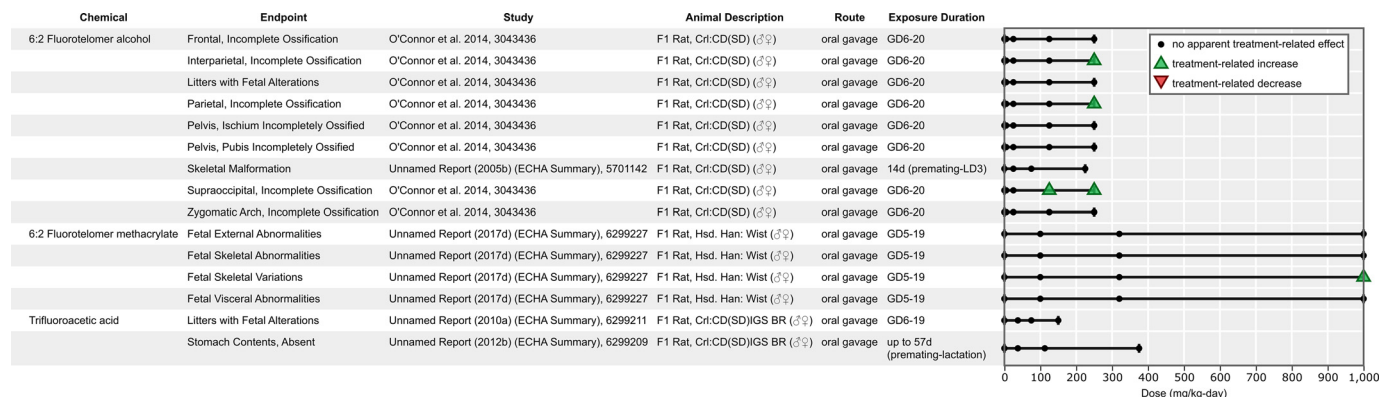 Chemical Endpoint Study Animal Description Route Exposure Duration
6:2 Fluorotelomer alcohol Frontal, Incomplete Ossification O'Connor et al. 2014, 3043436 F1 Rat, Crl:CD(SD) (♂♀) oral gavage GD6-20
Interparietal, Incomplete Ossification O'Connor et al. 2014, 3043436 F1 Rat, Crl:CD(SD) (♂♀) oral gavage GD6-20
Litters with Fetal Alterations O'Connor et al. 2014, 3043436 F1 Rat, Crl:CD(SD) (♂♀) oral gavage GD6-20
Parietal, Incomplete Ossification O'Connor et al. 2014, 3043436 F1 Rat, Crl:CD(SD) (♂♀) oral gavage GD6-20
Pelvis, Ischium Incompletely Ossified O'Connor et al. 2014, 3043436 F1 Rat, Crl:CD(SD) (♂♀) oral gavage GD6-20
Pelvis, Pubis Incompletely Ossified O'Connor et al. 2014, 3043436 F1 Rat, Crl:CD(SD) (♂♀) oral gavage GD6-20
Skeletal Malformation Unnamed Report (2005b) (ECHA Summary), 5701142 F1 Rat, Crl:CD(SD) (♂♀) oral gavage 14d (premating-LD3)
Supraoccipital, Incomplete Ossification O'Connor et al. 2014, 3043436 F1 Rat, Crl:CD(SD) (♂♀) oral gavage GD6-20
Zygomatic Arch, Incomplete Ossification O'Connor et al. 2014, 3043436 F1 Rat, Crl:CD(SD) (♂♀) oral gavage GD6-20
6:2 Fluorotelomer methacrylate Fetal External Abnormalities Unnamed Report (2017d) (ECHA Summary), 6299227 F1 Rat, Hsd. Han: Wist (♂♀) oral gavage GD5-19
Fetal Skeletal Abnormalities Unnamed Report (2017d) (ECHA Summary), 6299227 F1 Rat, Hsd. Han: Wist (♂♀) oral gavage GD5-19
Fetal Skeletal Variations Unnamed Report (2017d) (ECHA Summary), 6299227 F1 Rat, Hsd. Han: Wist (♂♀) oral gavage GD5-19
Fetal Visceral Abnormalities Unnamed Report (2017d) (ECHA Summary), 6299227 F1 Rat, Hsd. Han: Wist (♂♀) oral gavage GD5-19
Trifluoroacetic acid Litters with Fetal Alterations Unnamed Report (2010a) (ECHA Summary), 6299211 F1 Rat, Crl:CD(SD)IGS BR (♂♀) oral gavage GD6-19
Stomach Contents, Absent Unnamed Report (2012b) (ECHA Summary), 6299209 F1 Rat, Crl:CD(SD)IGS BR (♂♀) oral gavage up to 57d
(premating-lactation)
no apparent treatment-related effect
treatment-related increase
treatment-related decrease
0 100 200 300 400 500 600 700 800 900 1,000
Dose (mg/kg-day)